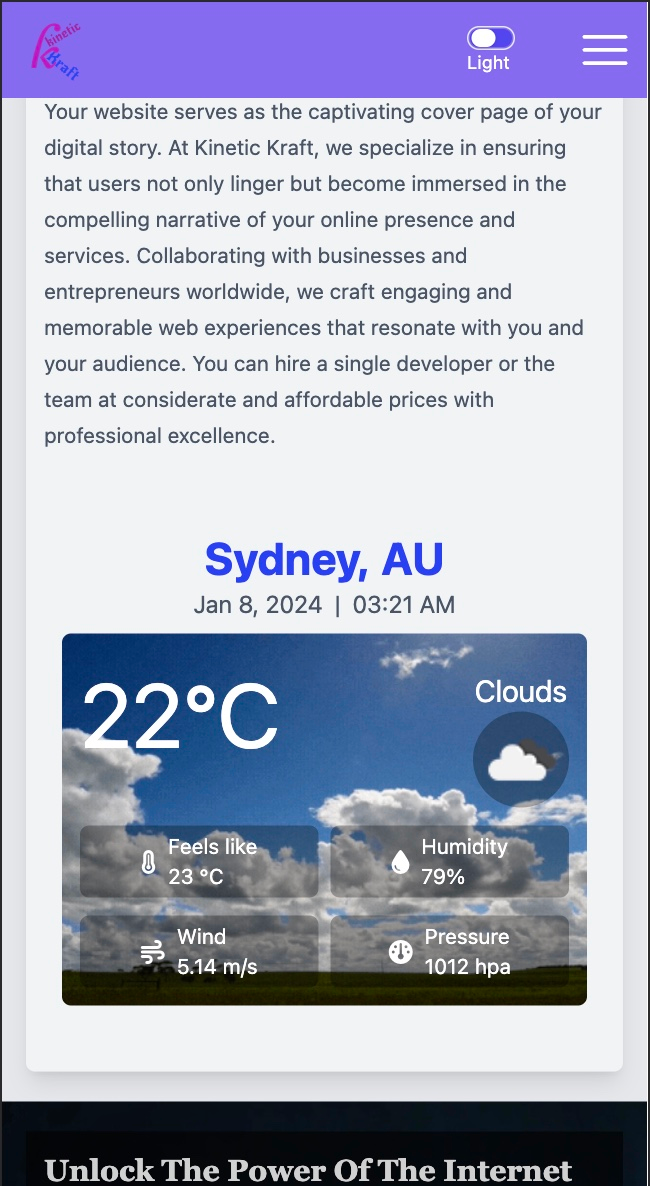 kinetic
Kraft
Light
Your website serves as the captivating cover page of your
digital story. At Kinetic Kraft, we specialize in ensuring
that users not only linger but become immersed in the
compelling narrative of your online presence and
services. Collaborating with businesses and
entrepreneurs worldwide, we craft engaging and
memorable web experiences that resonate with you and
your audience. You can hire a single developer or the
team at considerate and affordable prices with
professional excellence.
Sydney, AU
Jan 8, 2024 | 03:21 AM
22°C
Clouds
Feels like
23 °C
Humidity
79%
Wind
5.14 m/s
Pressure
1012 hpa
Unlock The Power Of The Internet